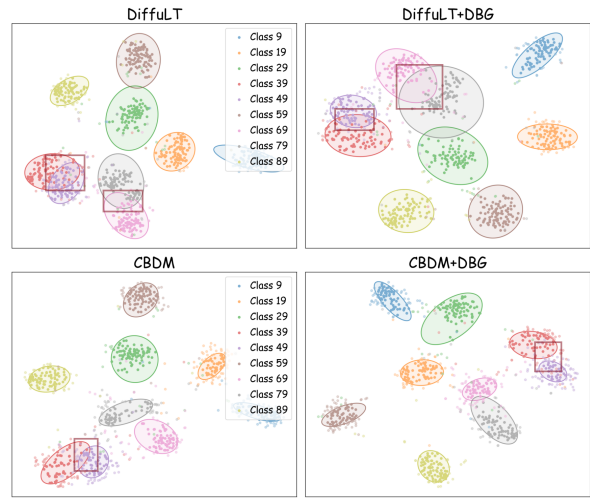 DiffuLT
Class 9
Class 19
Class 29
Class 39
Class 49
Class 59
Class 69
Class 79
Class 89
DiffuLT+DBG
CBDM
Class 9
Class 19
Class 29
Class 39
Class 49
Class 59
Class 69
Class 79
Class 89
CBDM+DBG